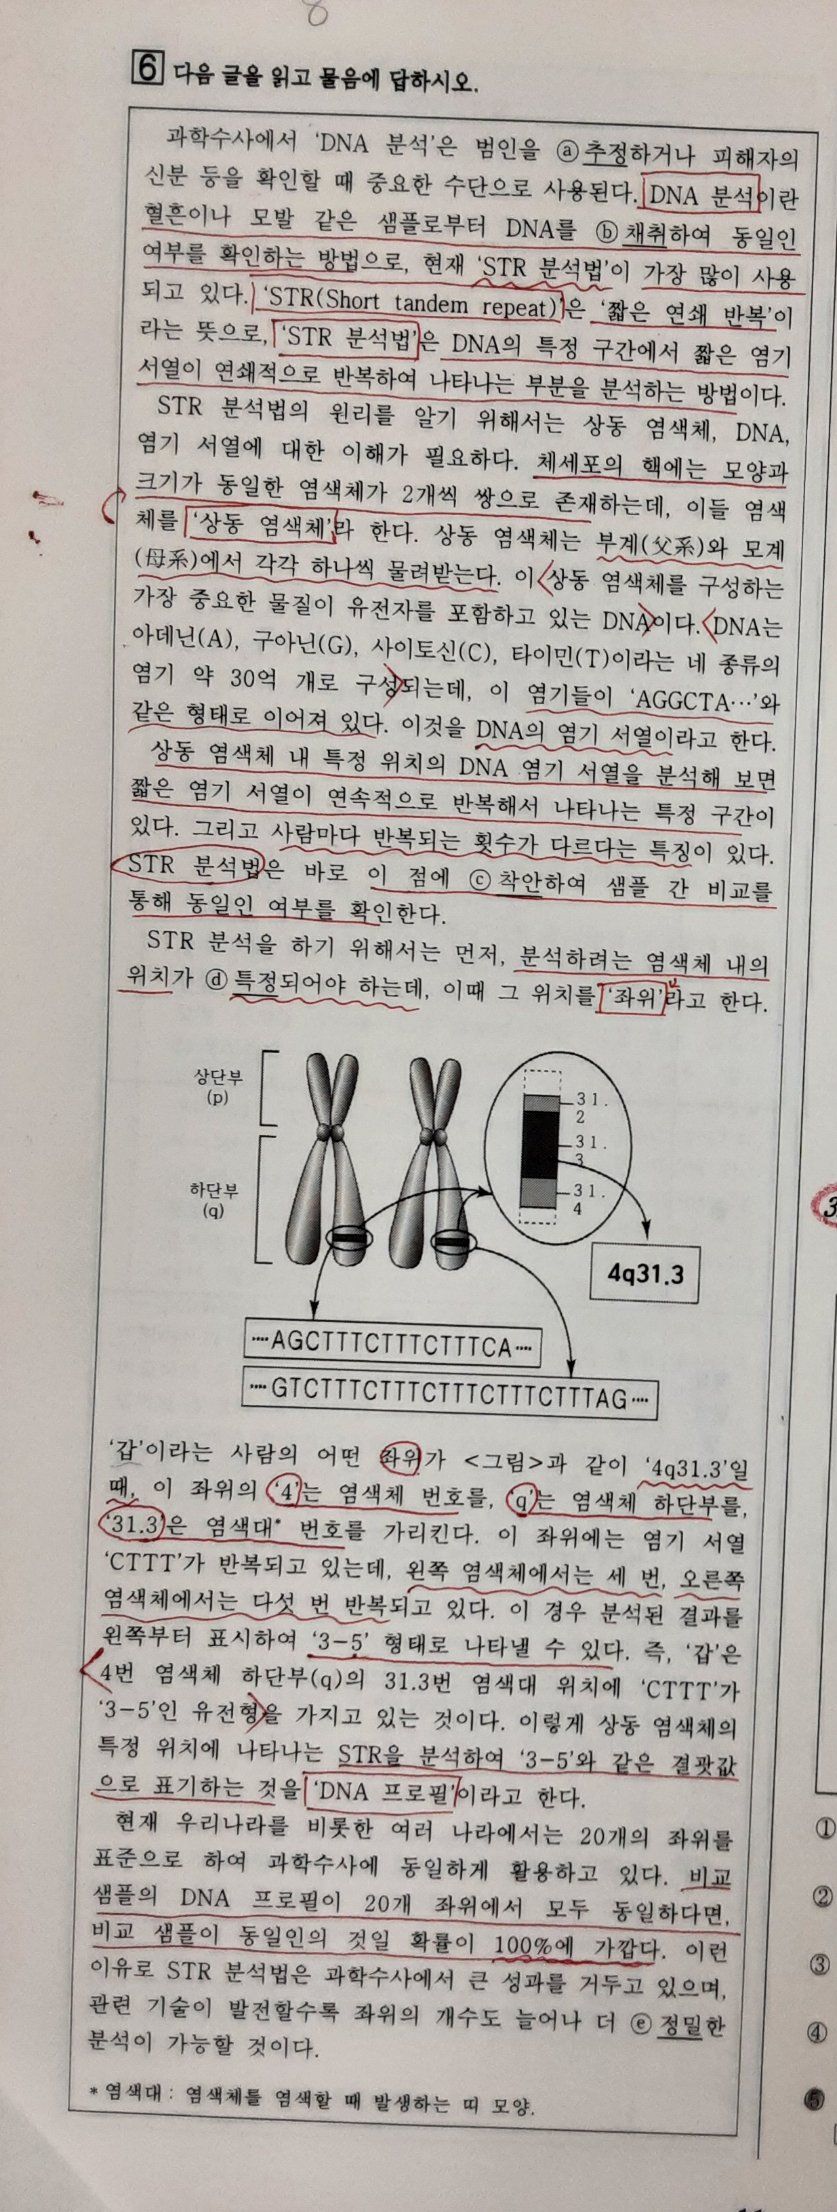 8
6 다음 글을 읽고 물음에 답하시오.
과학수사에서 'DNA 분석'은 범인을 ⓐ추정하거나 피해자의
신분 등을 확인할 때 중요한 수단으로 사용된다. DNA 분석이란
혈흔이나 모발 같은 샘플로부터 DNA를 ⓑ채취하여 동일인
여부를 확인하는 방법으로, 현재 'STR 분석법'이 가장 많이 사용
되고 있다. 'STR(Short tandem repeat)'은 '짧은 연쇄 반복'이
라는 뜻으로, 'STR 분석법'은 DNA의 특정 구간에서 짧은 염기
서열이 연쇄적으로 반복하여 나타나는 부분을 분석하는 방법이다.
STR 분석법의 원리를 알기 위해서는 상동 염색체, DNA,
염기 서열에 대한 이해가 필요하다. 체세포의 핵에는 모양과
크기가 동일한 염색체가 2개씩 쌍으로 존재하는데, 이들 염색
체를 '상동 염색체'라 한다. 상동 염색체는 부계(父系)와 모계
(母系)에서 각각 하나씩 물려받는다. 이 상동 염색체를 구성하는
가장 중요한 물질이 유전자를 포함하고 있는 DNA이다. DNA는
아데닌(A), 구아닌(G), 사이토신(C), 타이민(T)이라는 네 종류의
염기 약 30억 개로 구성되는데, 이 염기들이 'AGGCTA…'와
같은 형태로 이어져 있다. 이것을 DNA의 염기 서열이라고 한다.
상동 염색체 내 특정 위치의 DNA 염기 서열을 분석해 보면
짧은 염기 서열이 연속적으로 반복해서 나타나는 특정 구간이
있다. 그리고 사람마다 반복되는 횟수가 다르다는 특징이 있다.
STR 분석법은 바로 이 점에 ⓒ착안하여 샘플 간 비교를
통해 동일인 여부를 확인한다.
STR 분석을 하기 위해서는 먼저, 분석하려는 염색체 내의
위치가 ⓓ특정되어야 하는데, 이때 그 위치를 '좌위'라고 한다.
상단부
(p)
하단부
(q)
31.
2
31.
3
31.
4
4q31.3
····AGCTTTCTTTCTTTCA····
····GTCTTTCTTTCTTTCTTTCTTTAG····
'갑'이라는 사람의 어떤 좌위가 <그림>과 같이 '4q31.3'일
때, 이 좌위의 '4'는 염색체 번호를, 'q'는 염색체 하단부를,
'31.3'은 염색대* 번호를 가리킨다. 이 좌위에는 염기 서열
'CTTT'가 반복되고 있는데, 왼쪽 염색체에서는 세 번, 오른쪽
염색체에서는 다섯 번 반복되고 있다. 이 경우 분석된 결과를
왼쪽부터 표시하여 '3-5' 형태로 나타낼 수 있다. 즉, '갑'은
4번 염색체 하단부(q)의 31.3번 염색대 위치에 'CTTT'가
'3-5'인 유전형을 가지고 있는 것이다. 이렇게 상동 염색체의
특정 위치에 나타나는 STR을 분석하여 '3-5'와 같은 결괏값
으로 표기하는 것을 'DNA 프로필'이라고 한다.
현재 우리나라를 비롯한 여러 나라에서는 20개의 좌위를
표준으로 하여 과학수사에 동일하게 활용하고 있다. 비교
샘플의 DNA 프로필이 20개 좌위에서 모두 동일하다면,
비교 샘플이 동일인의 것일 확률이 100%에 가깝다. 이런
이유로 STR 분석법은 과학수사에서 큰 성과를 거두고 있으며,
관련 기술이 발전할수록 좌위의 개수도 늘어나 더 ⓔ정밀한
분석이 가능할 것이다.
* 염색대 : 염색체를 염색할 때 발생하는 띠 모양.
3
①
②
③
④